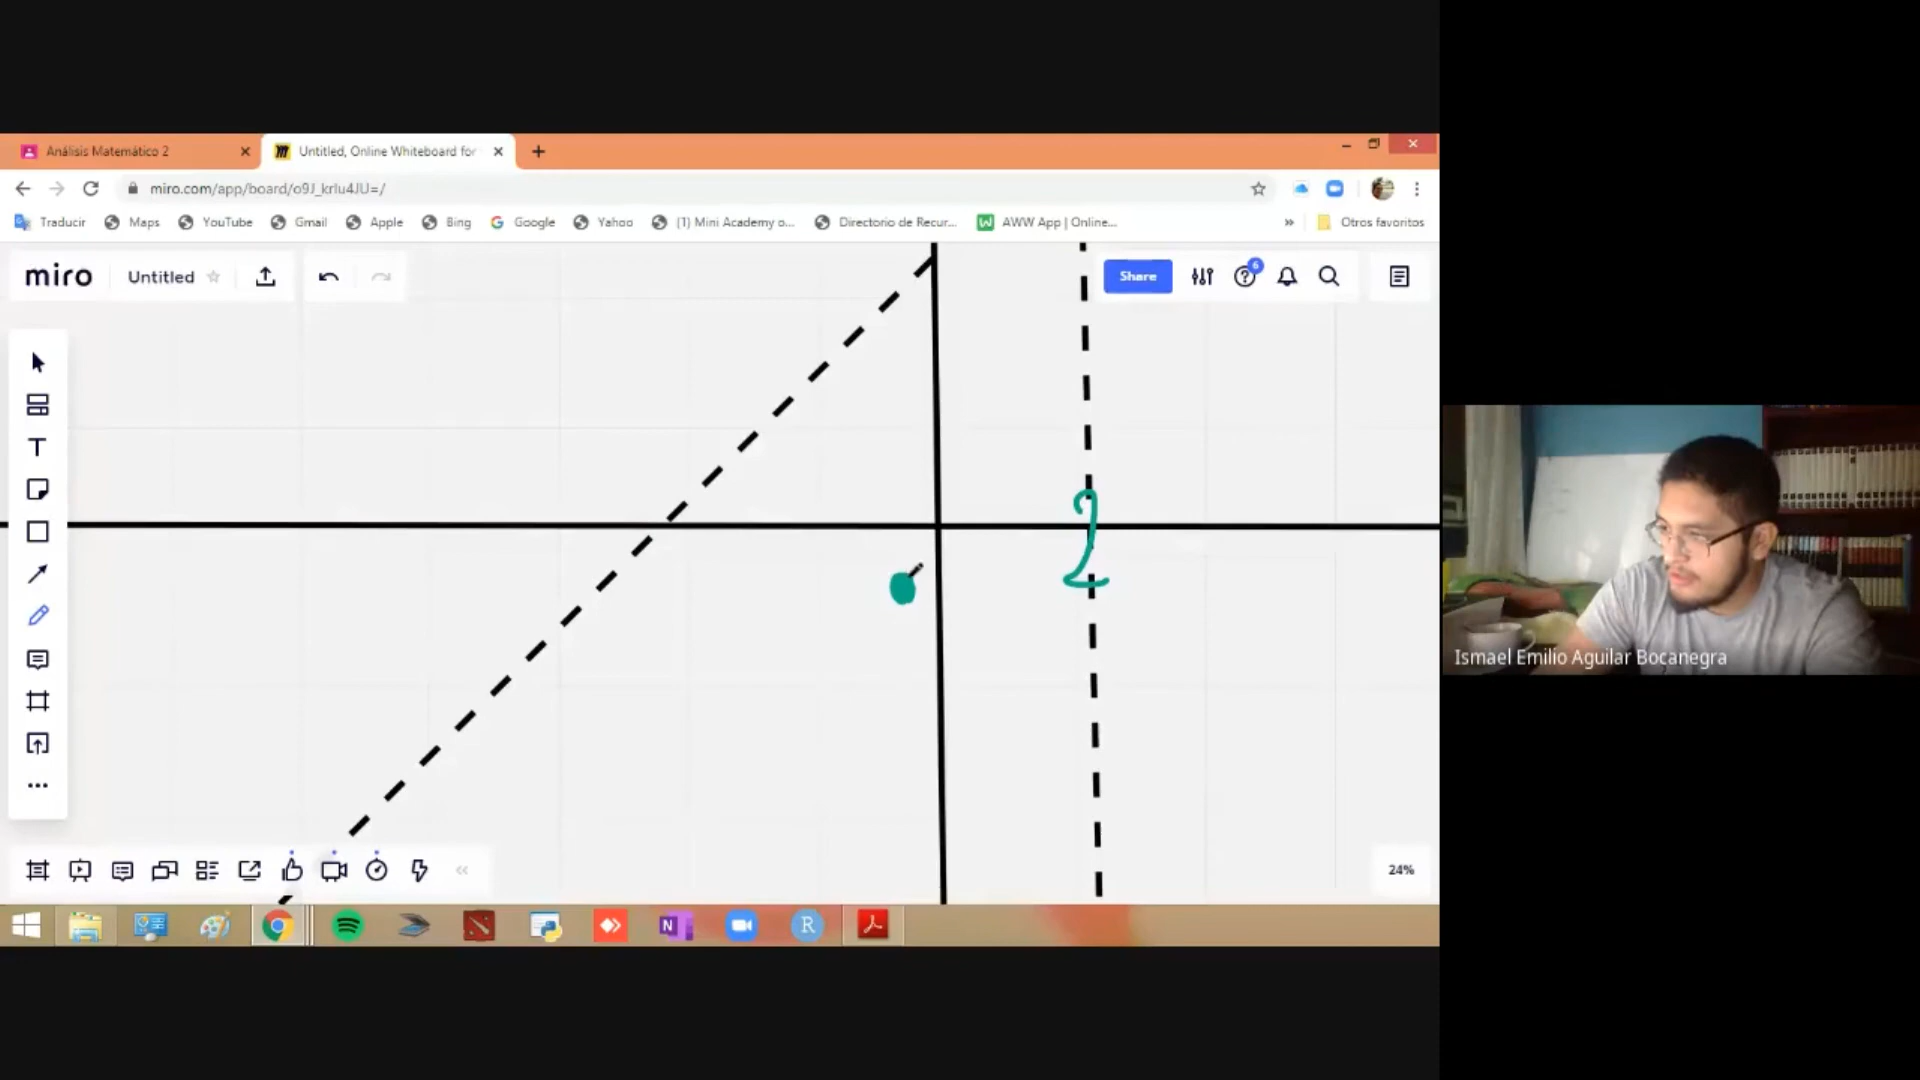 Análisis Matemático 2
Untitled, Online Whiteboard for
miro.com/app/board/o9J_krlu4JU=/
Traducir Maps YouTube Gmail Apple Bing Google Yahoo (1) Mini Academy o... Directorio de Recur... AWW App | Online... » Otros favoritos
miro Untitled Share 6
T
2
Ismael Emilio Aguilar Bocanegra
24%
N R